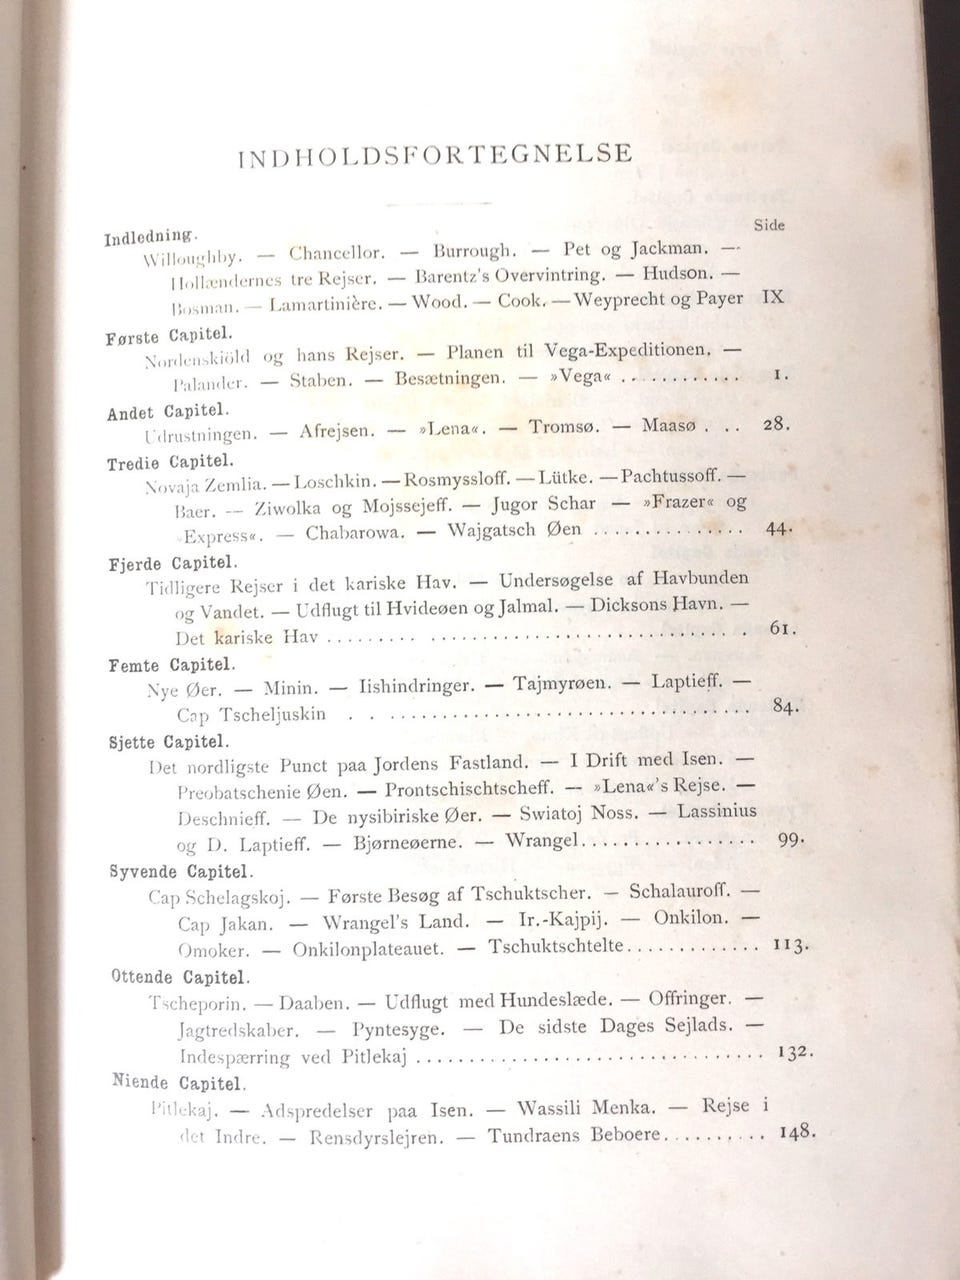 INDHOLDSFORTEGNELSE
Side
Indledning.
Willoughby. — Chancellor. — Burrough. — Pet og Jackman. —
Hollændernes tre Rejser. — Barentz's Overvintring. — Hudson. —
Bosman. — Lamartinière. — Wood. — Cook. — Weyprecht og Payer IX
Første Capitel.
Nordenskiöld og hans Rejser. — Planen til Vega-Expeditionen. —
Palander. — Staben. — Besætningen. — »Vega« . . . . . . . . . . . 1.
Andet Capitel.
Udrustningen. — Afrejsen. — »Lena«. — Tromsø. — Maasø . . . 28.
Tredie Capitel.
Novaja Zemlia. — Loschkin. — Rosmyssloff. — Lütke. — Pachtussoff. —
Baer. — Ziwolka og Mojssejeff. — Jugor Schar — »Frazer« og
Express«. — Chabarowa. — Wajgatsch Øen . . . . . . . . . . . . . . 44.
Fjerde Capitel.
Tidligere Rejser i det kariske Hav. — Undersøgelse af Havbunden
og Vandet. — Udflugt til Hvideøen og Jalmal. — Dicksons Havn. —
Det kariske Hav . . . . . . . . . . . . . . . . . . . . . . . . . . . . . . . . . . . . 61.
Femte Capitel.
Nye Øer. — Minin. — Iishindringer. — Tajmyrøen. — Laptieff. —
Cap Tscheljuskin . . . . . . . . . . . . . . . . . . . . . . . . . . . . . . . . . 84.
Sjette Capitel.
Det nordligste Punct paa Jordens Fastland. — I Drift med Isen. —
Preobatschenie Øen. — Prontschischtscheff. — »Lena«'s Rejse. —
Deschnieff. — De nysibiriske Øer. — Swiatoj Noss. — Lassinius
og D. Laptieff. — Bjørneøerne. — Wrangel. . . . . . . . . . . . . . . . 99.
Syvende Capitel.
Cap Schelagskoj. — Første Besøg af Tschuktscher. — Schalauroff. —
Cap Jakan. — Wrangel's Land. — Ir.-Kajpij. — Onkilon. —
Omoker. — Onkilonplateauet. — Tschuktschtelte. . . . . . . . . . . . . 113.
Ottende Capitel.
Tscheporin. — Daaben. — Udflugt med Hundeslæde. — Offringer. —
Jagtredskaber. — Pyntesyge. — De sidste Dages Sejlads. —
Indespærring ved Pitlekaj . . . . . . . . . . . . . . . . . . . . . . . . . . . . . . . 132.
Niende Capitel.
Pitlekaj. — Adspredelser paa Isen. — Wassili Menka. — Rejse i
det Indre. — Rensdyrslejren. — Tundraens Beboere. . . . . . . . . . 148.